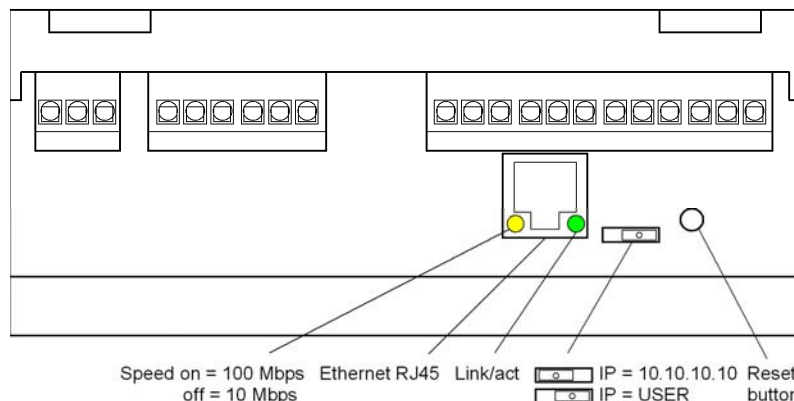 Speed on = 100 Mbps Ethernet RJ45 Link/act IP = 10.10.10.10 Reset
off = 10 Mbps IP = USER button